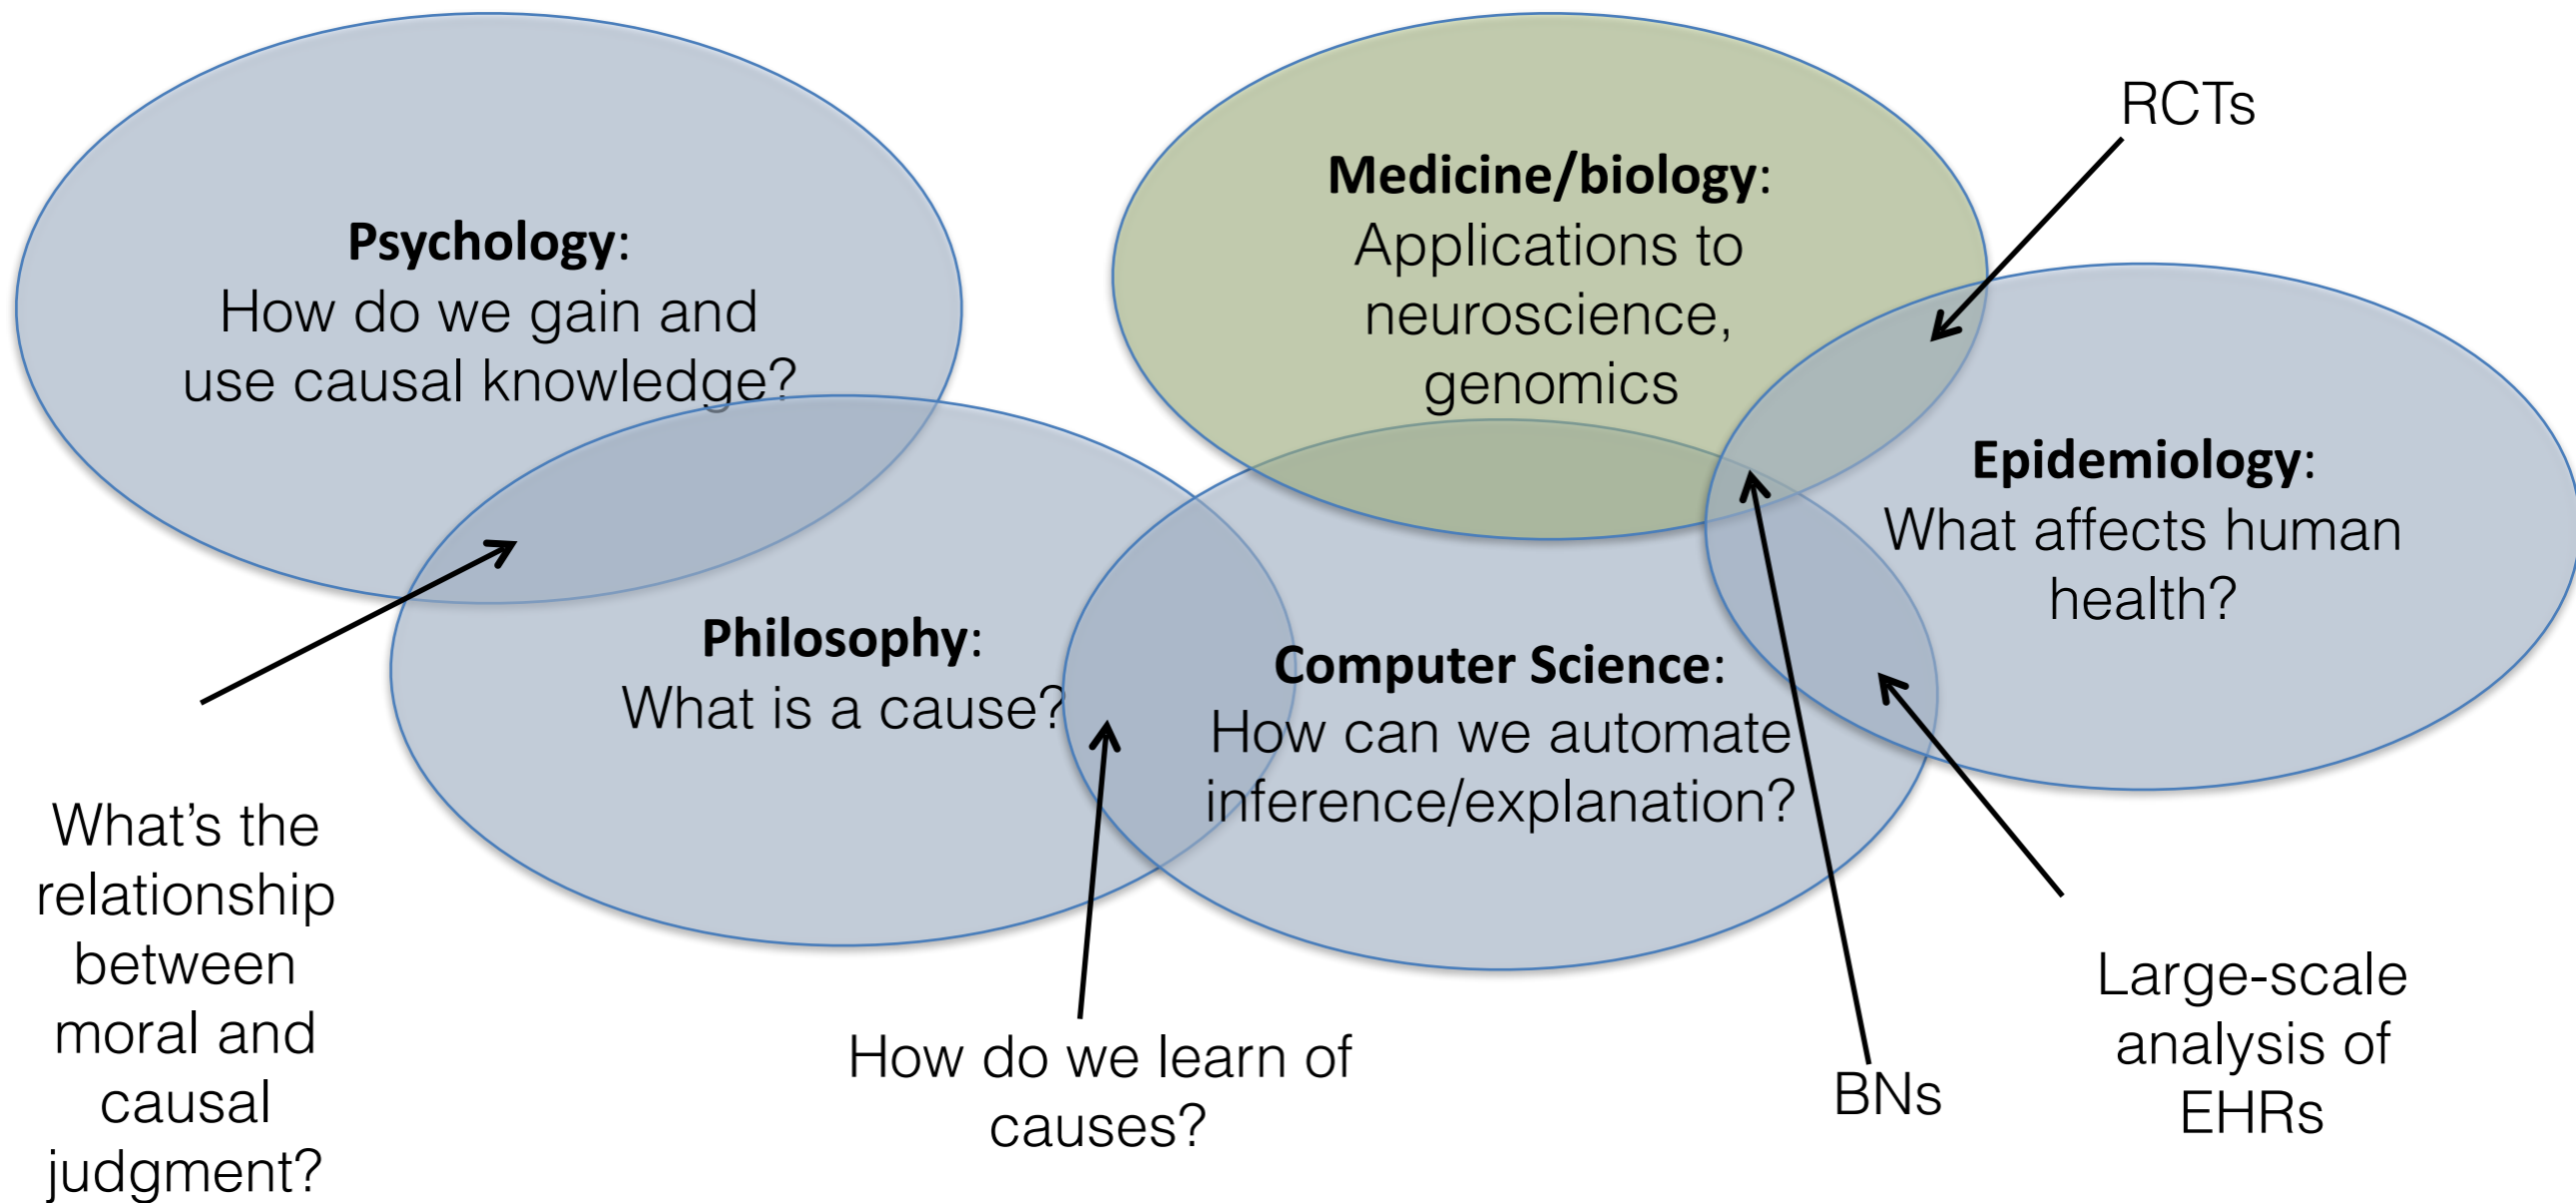 Psychology:
How do we gain and
use causal knowledge?
Medicine/biology:
Applications to
neuroscience,
genomics
RCTs
Epidemiology:
What affects human
health?
Philosophy:
What is a cause?
Computer Science:
How can we automate
inference/explanation?
What’s the
relationship
between
moral and
causal
judgment?
How do we learn of
causes?
BNs
Large-scale
analysis of
EHRs